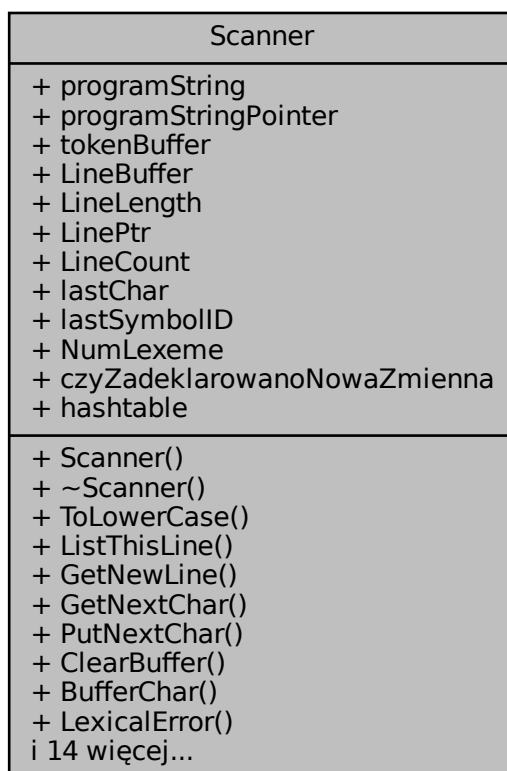 Scanner
+ programString
+ programStringPointer
+ tokenBuffer
+ LineBuffer
+ LineLength
+ LinePtr
+ LineCount
+ lastChar
+ lastSymbolID
+ NumLexeme
+ czyZadeklarowanoNowaZmienna
+ hashtable
+ Scanner()
+ ~Scanner()
+ ToLowerCase()
+ ListThisLine()
+ GetNewLine()
+ GetNextChar()
+ PutNextChar()
+ ClearBuffer()
+ BufferChar()
+ LexicalError()
i 14 więcej...